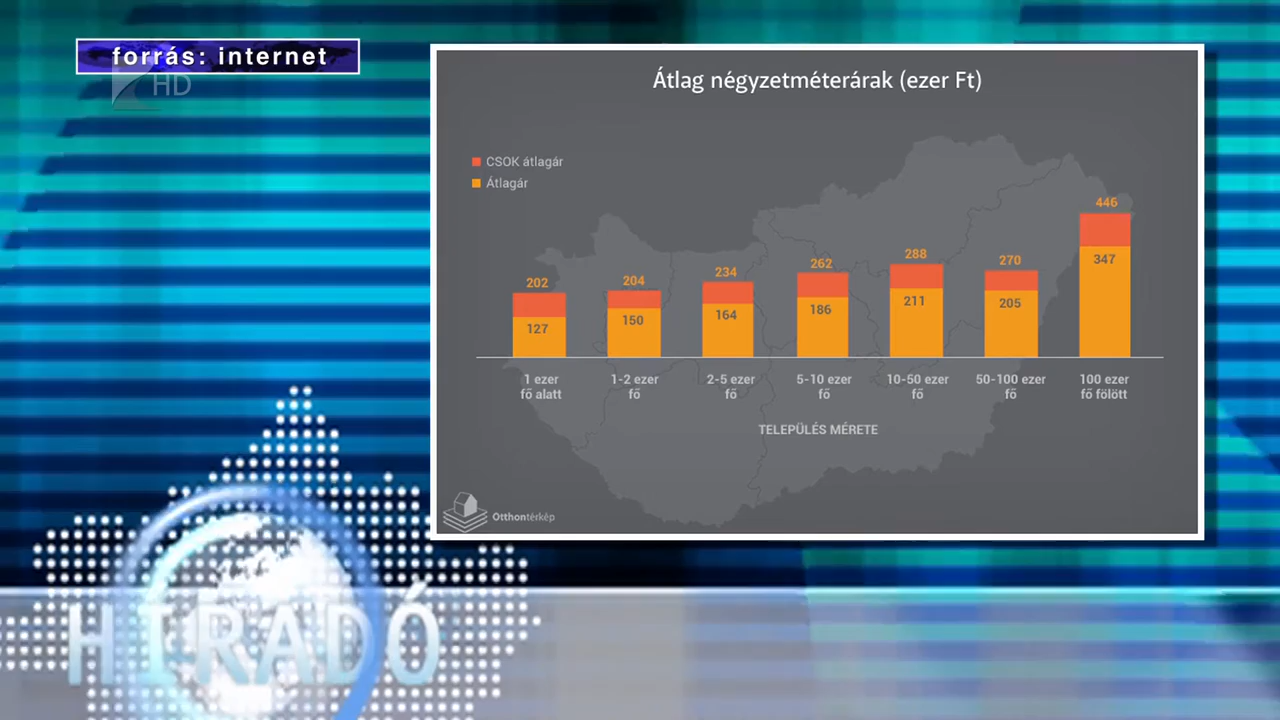 forrás: internet
HD
Átlag négyzetméterárak (ezer Ft)
CSOK átlagár
Átlagár
202
204
234
262
288
270
446
127
150
164
186
211
205
347
1 ezer
fő alatt
1-2 ezer
fő
2-5 ezer
fő
5-10 ezer
fő
10-50 ezer
fő
50-100 ezer
fő
100 ezer
fő fölött
TELEPÜLÉS MÉRETE
Otthontérkép
HÍRADÓ